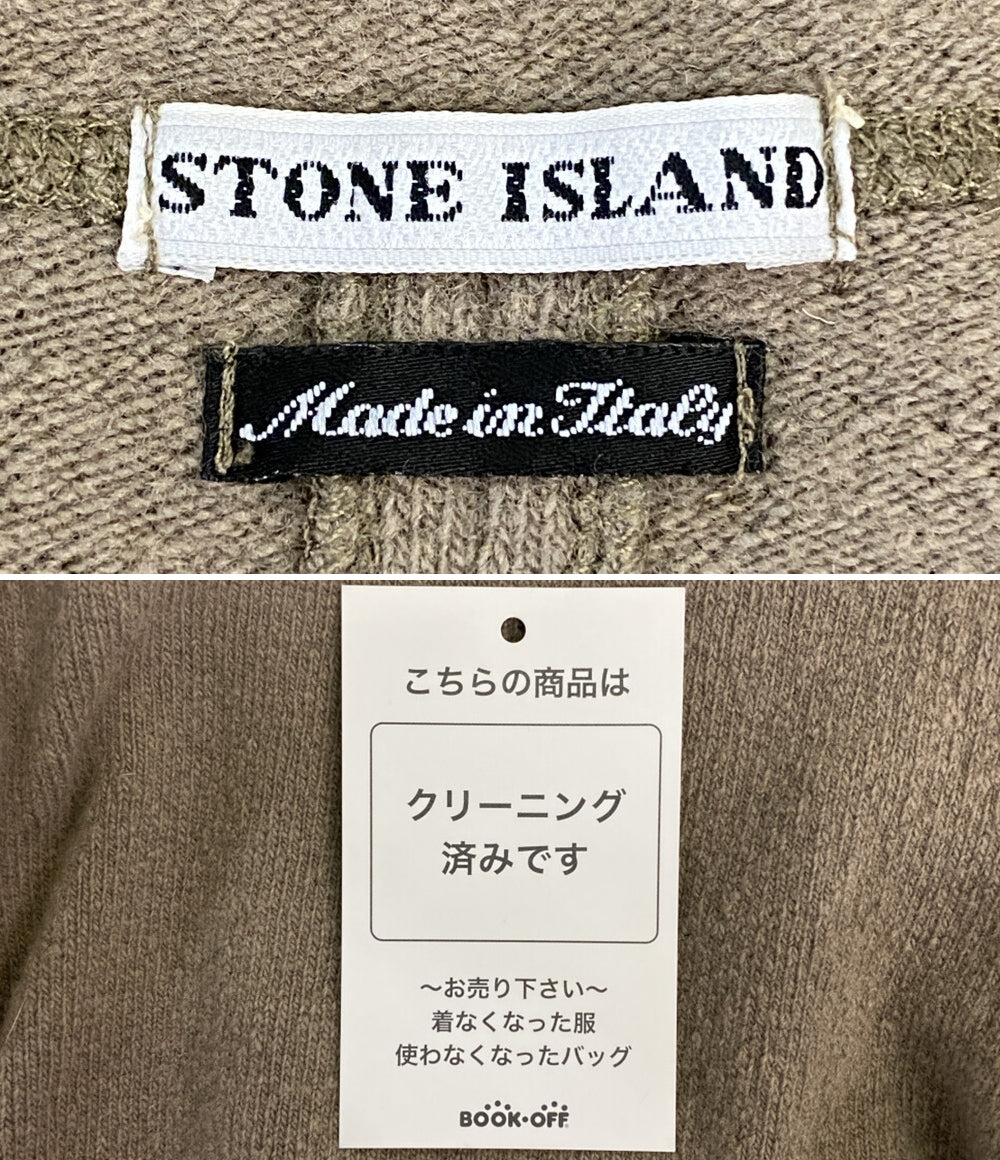 STONE ISLAND
Made in Italy
こちらの商品は
クリーニング
済みです
～お売り下さい～
着なくなった服
使わなくなったバッグ
BOOK・OFF